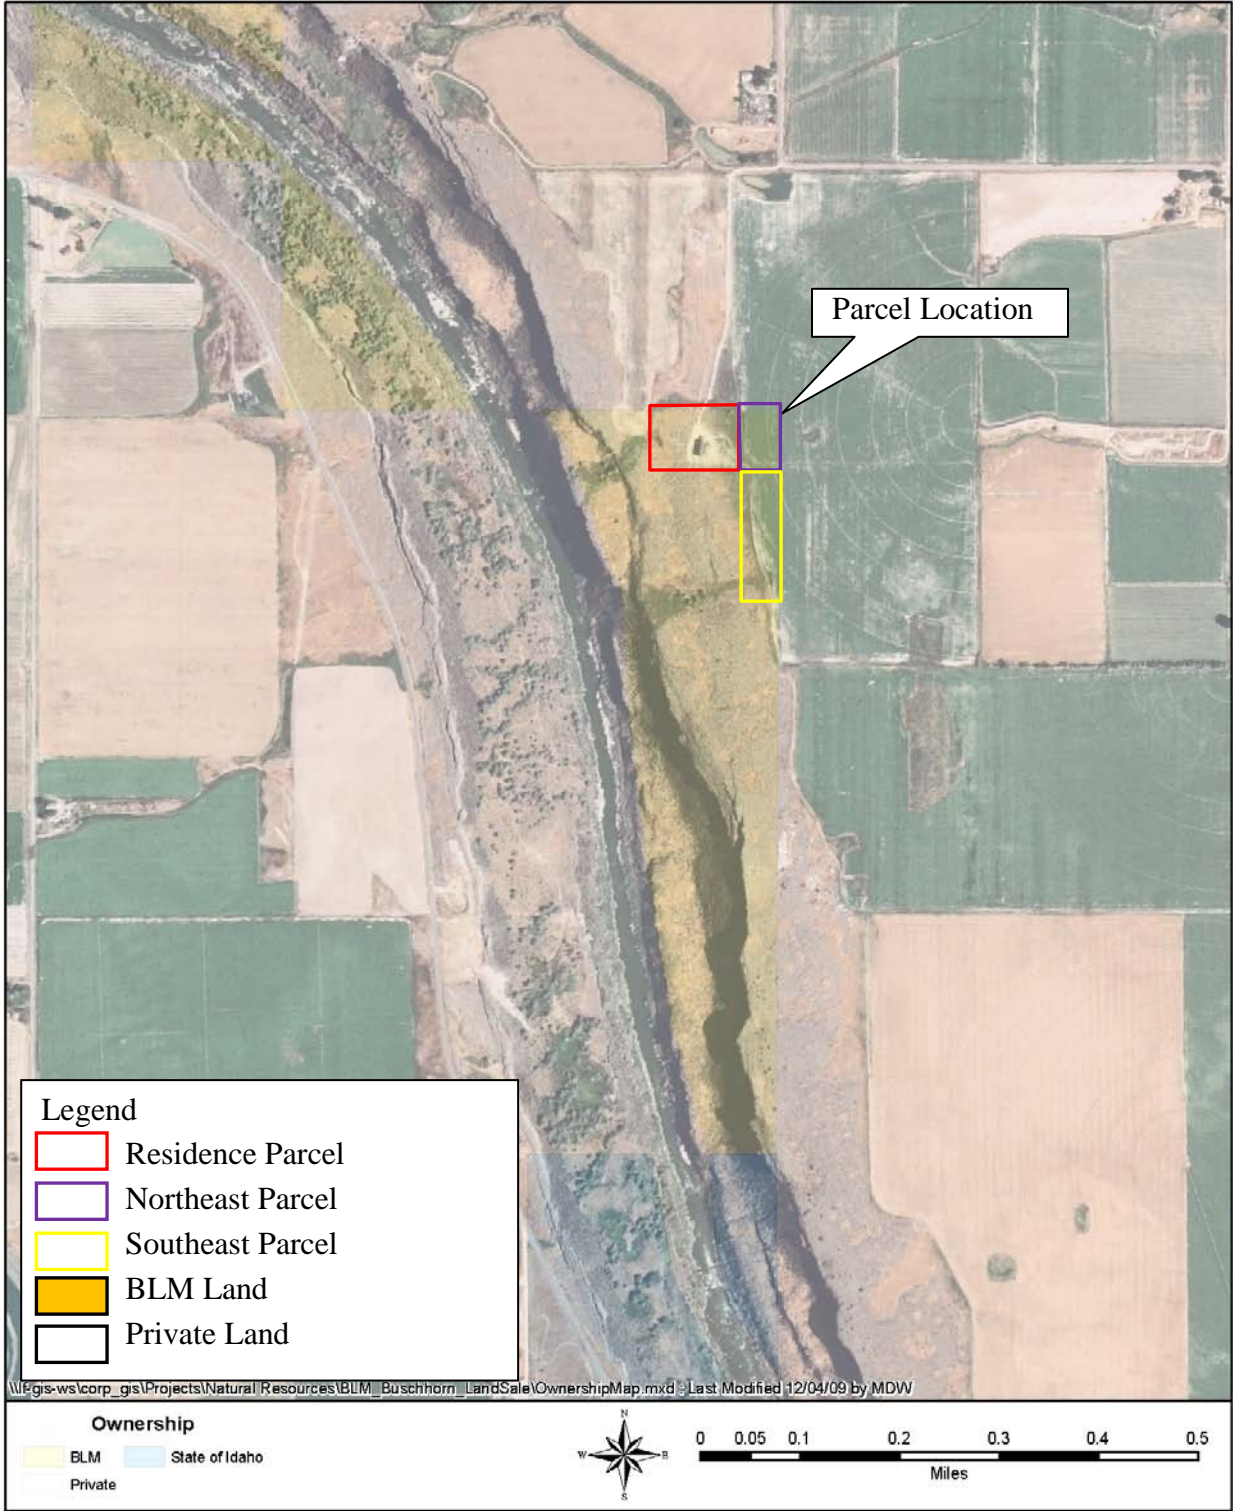 Parcel Location
Legend
Residence Parcel
Northeast Parcel
Southeast Parcel
BLM Land
Private Land
\\lf-gis-ws\corp_gis\Projects\Natural Resources\BLM_Buschhorn_LandSale\OwnershipMap.mxd - Last Modified 12/04/09 by MDW
Ownership
BLM State of Idaho
Private
N
W E
S
0 0.05 0.1 0.2 0.3 0.4 0.5
Miles